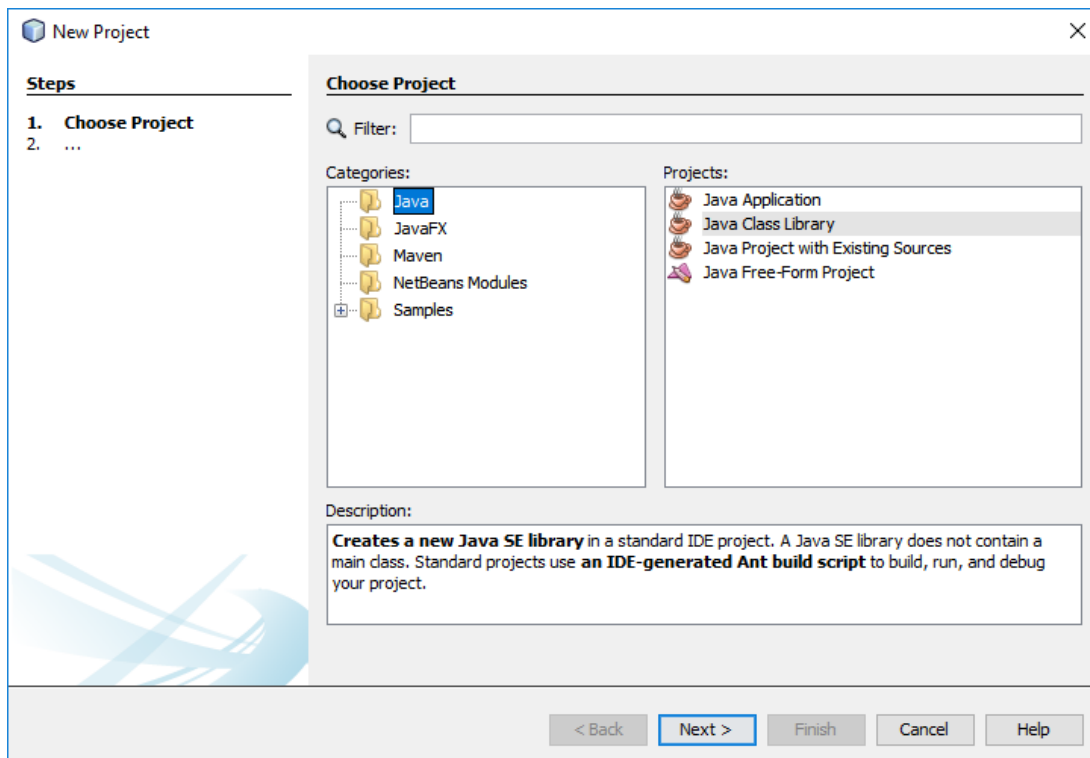 New Project
Steps
1. Choose Project
2. ...
Choose Project
Filter:
Categories:
Java
JavaFX
Maven
NetBeans Modules
Samples
Projects:
Java Application
Java Class Library
Java Project with Existing Sources
Java Free-Form Project
Description:
Creates a new Java SE library in a standard IDE project. A Java SE library does not contain a
main class. Standard projects use an IDE-generated Ant build script to build, run, and debug
your project.
< Back Next > Finish Cancel Help